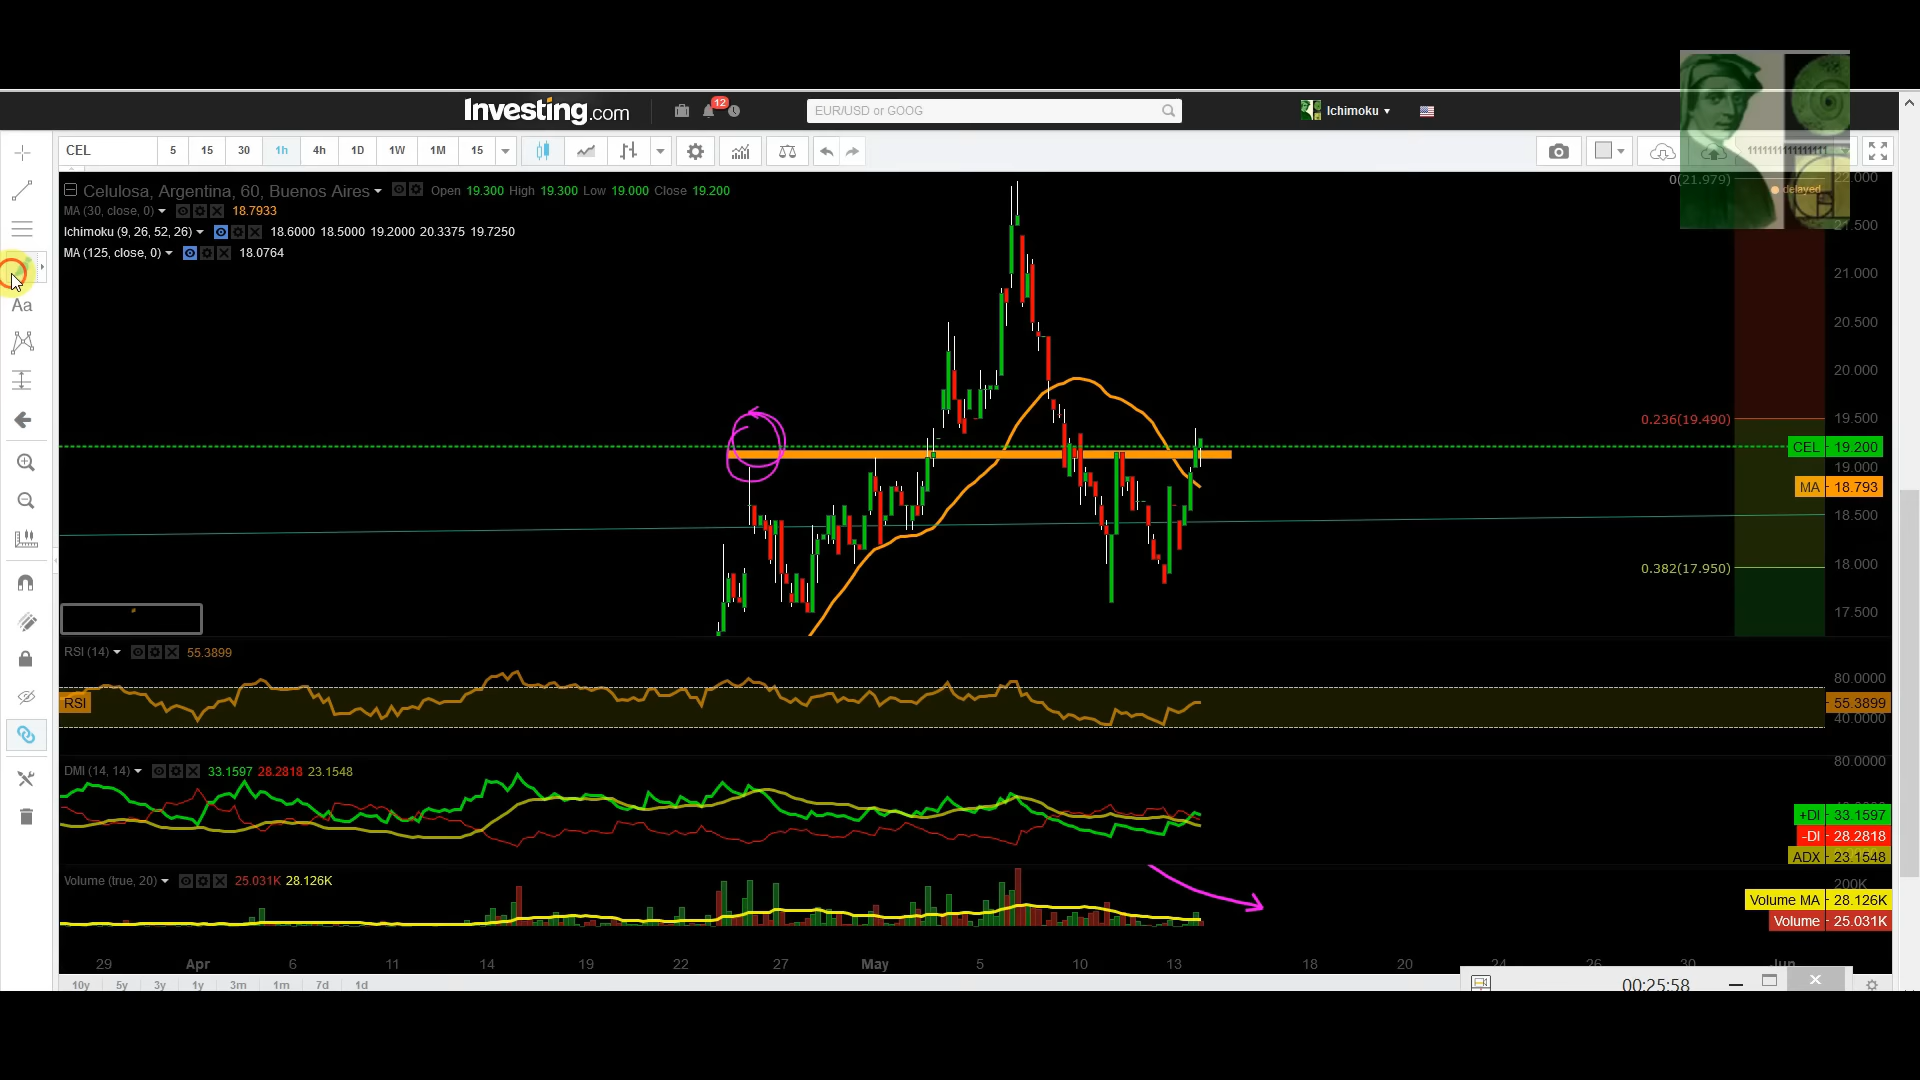 Investing.com
12
EUR/USD or GOOG
Ichimoku
CEL 5 15 30 1h 4h 1D 1W 1M 15
Celulosa, Argentina, 60, Buenos Aires Open 19.300 High 19.300 Low 19.000 Close 19.200
MA (30, close, 0) 18.7933
Ichimoku (9, 26, 52, 26) 18.6000 18.5000 19.2000 20.3375 19.7250
MA (125, close, 0) 18.0764
Aa
0(21.979)
delayed
22.000
21.500
21.000
20.500
20.000
0.236(19.490) 19.500
CEL 19.200
19.000
MA 18.793
18.500
0.382(17.950) 18.000
17.500
RSI (14) 55.3899
80.0000
RSI 55.3899
40.0000
DMI (14, 14) 33.1597 28.2818 23.1548
80.0000
+DI 33.1597
-DI 28.2818
ADX 23.1548
Volume (true, 20) 25.031K 28.126K
200K
Volume MA 28.126K
Volume 25.031K
29 Apr 6 11 14 19 22 27 May 5 10 13 18 20 24 26 30 Jun
10y 5y 3y 1y 3m 1m 7d 1d
00:25:58